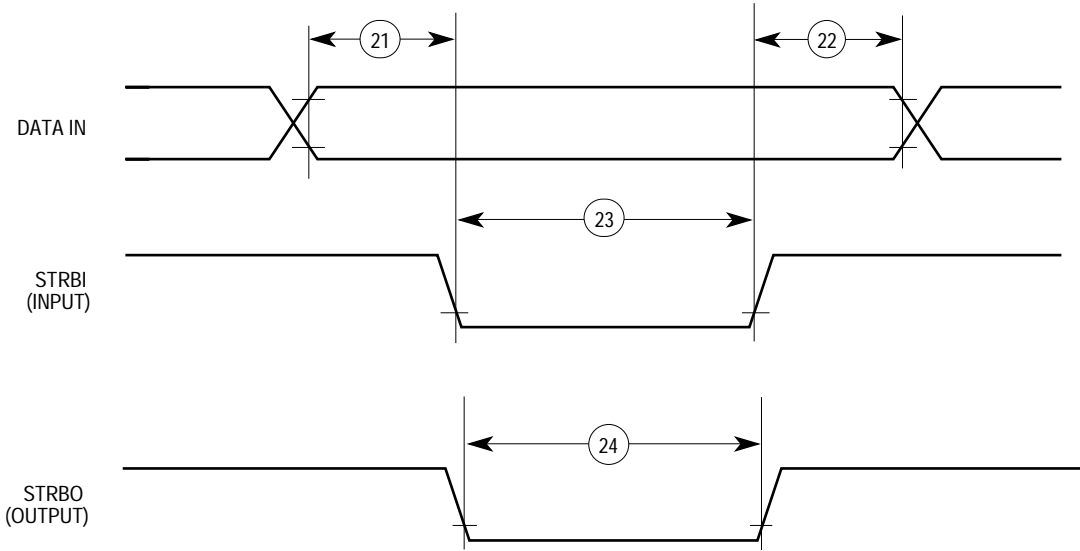 21
22
DATA IN
23
STRBI
(INPUT)
24
STRBO
(OUTPUT)